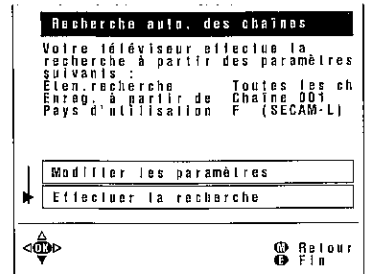 Recherche auto. des chaînes
Votre téléviseur effectue la
recherche à partir des paramètres
suivants :
Eten.recherche Toutes les ch
Enreg. à partir de Chaîne 001
Pays d'utilisation F (SECAM-L)
Modifier les paramètres
Effectuer la recherche
OK
M Retour
E Fin